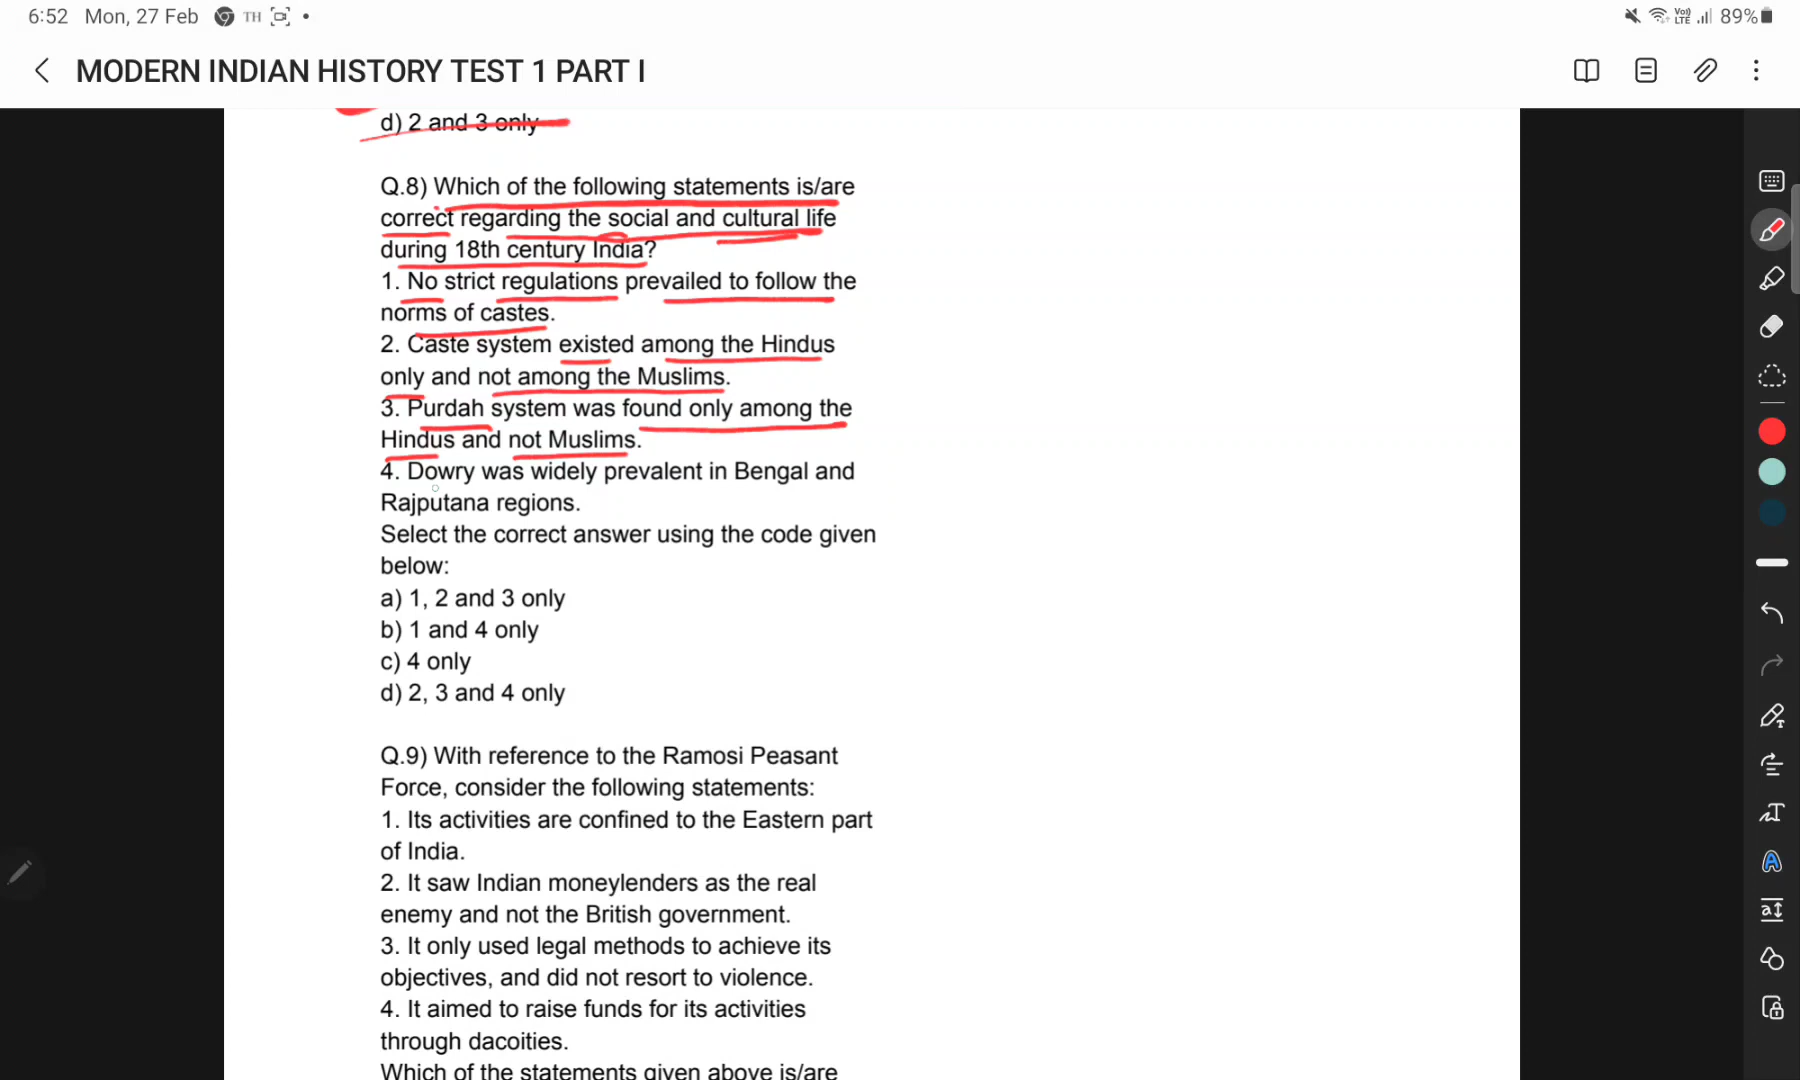 6:52 Mon, 27 Feb TH
Vo))
LTE
89%
MODERN INDIAN HISTORY TEST 1 PART I
d) 2 and 3 only
Q.8) Which of the following statements is/are
correct regarding the social and cultural life
during 18th century India?
1. No strict regulations prevailed to follow the
norms of castes.
2. Caste system existed among the Hindus
only and not among the Muslims.
3. Purdah system was found only among the
Hindus and not Muslims.
4. Dowry was widely prevalent in Bengal and
Rajputana regions.
Select the correct answer using the code given
below:
a) 1, 2 and 3 only
b) 1 and 4 only
c) 4 only
d) 2, 3 and 4 only
Q.9) With reference to the Ramosi Peasant
Force, consider the following statements:
1. Its activities are confined to the Eastern part
of India.
2. It saw Indian moneylenders as the real
enemy and not the British government.
3. It only used legal methods to achieve its
objectives, and did not resort to violence.
4. It aimed to raise funds for its activities
through dacoities.
Which of the statements given above is/are